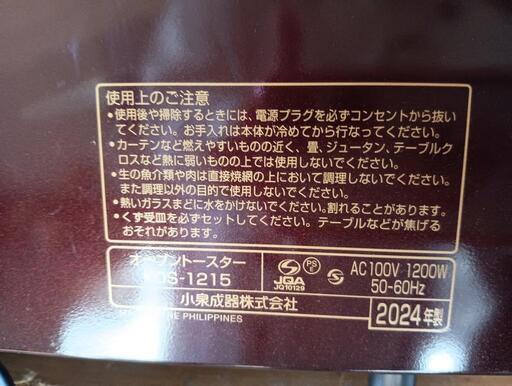 使用上のご注意
●使用後や掃除するときには、電源プラグを必ずコンセントから抜い
てください。お手入れは本体が冷めてから行なってください。
●カーテンなど燃えやすいものの近く、畳、ジュータン、テーブルク
ロスなど熱に弱いものの上では使用しないでください。
●生の魚介類や肉は直接焼網の上において調理しないでください。
また調理以外の目的で使用しないでください。
●熱いガラスまどに水をかけないでください。割れることがあります。
●くず受皿を必ずセットしてください。テーブルなどが焦げる
おそれがあります。
オーブントースター
KOS-1215
JQA
JQ10129
PS
E
AC100V 1200W
50-60Hz
小泉成器株式会社
THE PHILIPPINES
2024年製